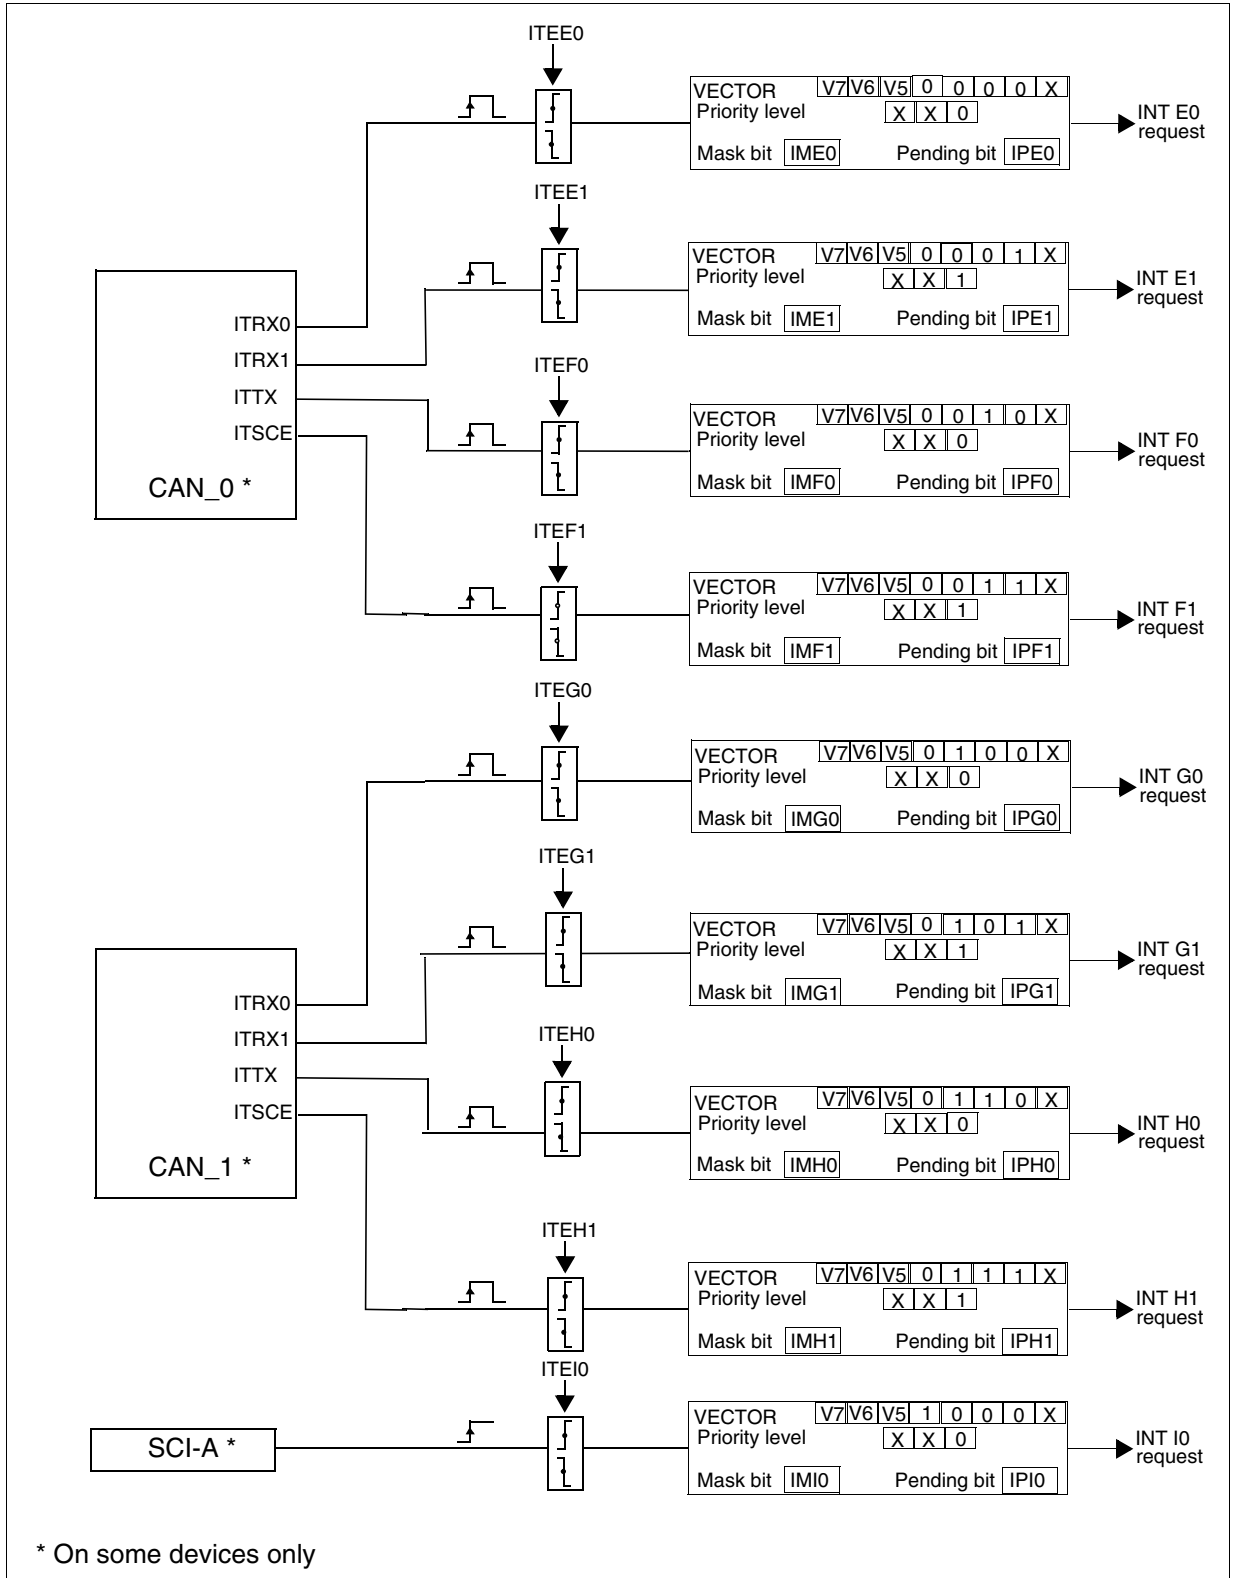 ITEE0
VECTOR V7 V6 V5 0 0 0 0 X
Priority level X X 0
Mask bit IME0 Pending bit IPE0
INT E0
request
ITEE1
VECTOR V7 V6 V5 0 0 0 1 X
Priority level X X 1
Mask bit IME1 Pending bit IPE1
INT E1
request
ITRX0
ITRX1
ITTX
ITSCE
CAN_0 *
ITEF0
VECTOR V7 V6 V5 0 0 1 0 X
Priority level X X 0
Mask bit IMF0 Pending bit IPF0
INT F0
request
ITEF1
VECTOR V7 V6 V5 0 0 1 1 X
Priority level X X 1
Mask bit IMF1 Pending bit IPF1
INT F1
request
ITEG0
VECTOR V7 V6 V5 0 1 0 0 X
Priority level X X 0
Mask bit IMG0 Pending bit IPG0
INT G0
request
ITEG1
VECTOR V7 V6 V5 0 1 0 1 X
Priority level X X 1
Mask bit IMG1 Pending bit IPG1
INT G1
request
ITRX0
ITRX1
ITTX
ITSCE
CAN_1 *
ITEH0
VECTOR V7 V6 V5 0 1 1 0 X
Priority level X X 0
Mask bit IMH0 Pending bit IPH0
INT H0
request
ITEH1
VECTOR V7 V6 V5 0 1 1 1 X
Priority level X X 1
Mask bit IMH1 Pending bit IPH1
INT H1
request
ITEI0
SCI-A *
VECTOR V7 V6 V5 1 0 0 0 X
Priority level X X 0
Mask bit IMI0 Pending bit IPI0
INT I0
request
* On some devices only